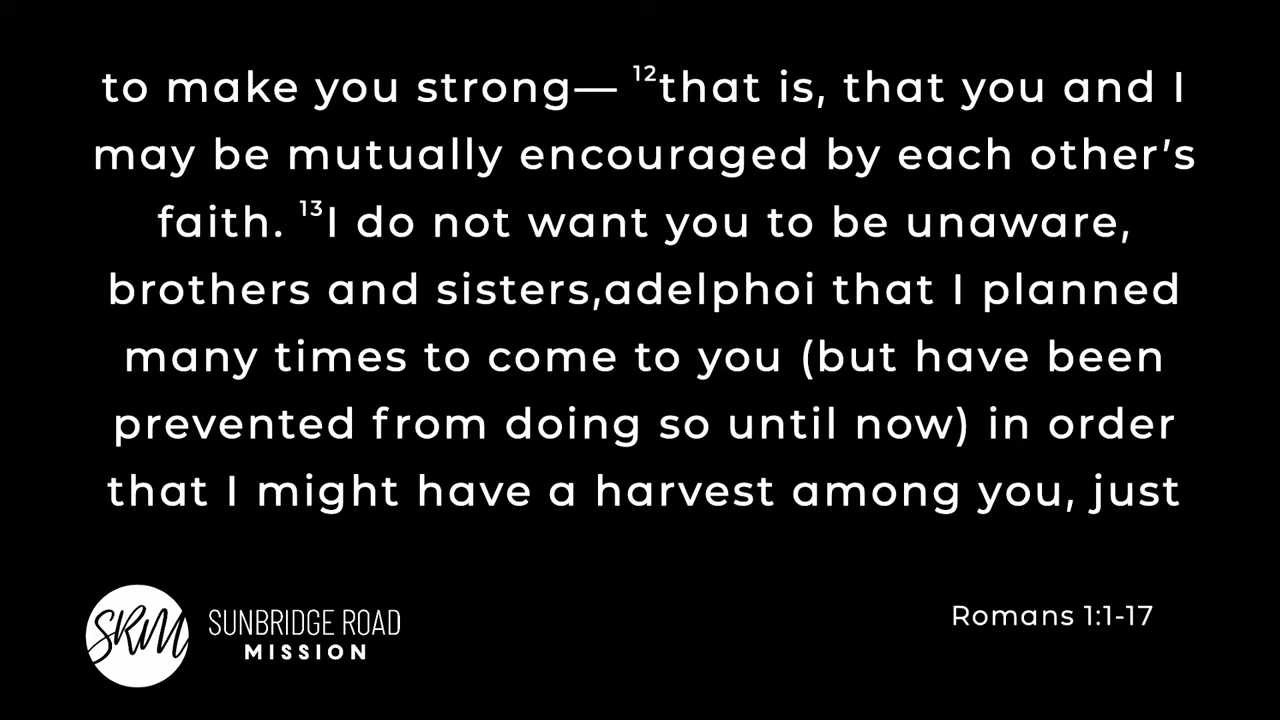 to make you strong— ¹²that is, that you and I
may be mutually encouraged by each other’s
faith. ¹³I do not want you to be unaware,
brothers and sisters,adelphoi that I planned
many times to come to you (but have been
prevented from doing so until now) in order
that I might have a harvest among you, just
SRM
SUNBRIDGE ROAD
MISSION
Romans 1:1-17